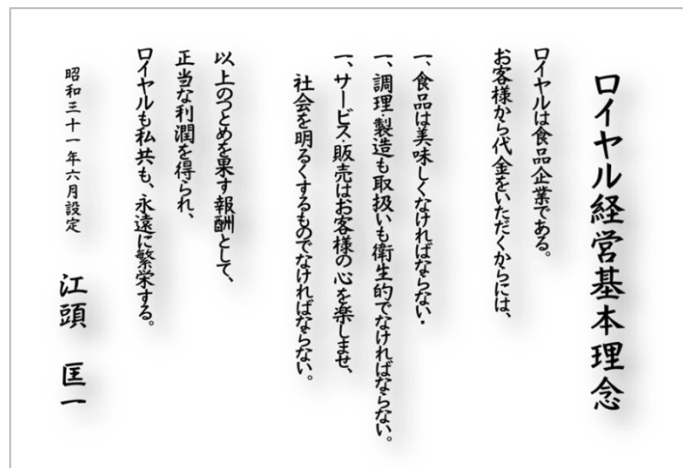 ロイヤル経営基本理念
ロイヤルは食品企業である。
お客様から代金をいただくからには、
一、食品は美味しくなければならない・
一、調理・製造も取扱いも衛生的でなければならない。
一、サービス・販売はお客様の心を楽しませ、
社会を明るくするものでなければならない。
以上のつとめを果す報酬として、
正当な利潤を得られ、
ロイヤルも私共も、永遠に繁栄する。
昭和三十一年六月設定
江頭 匡一